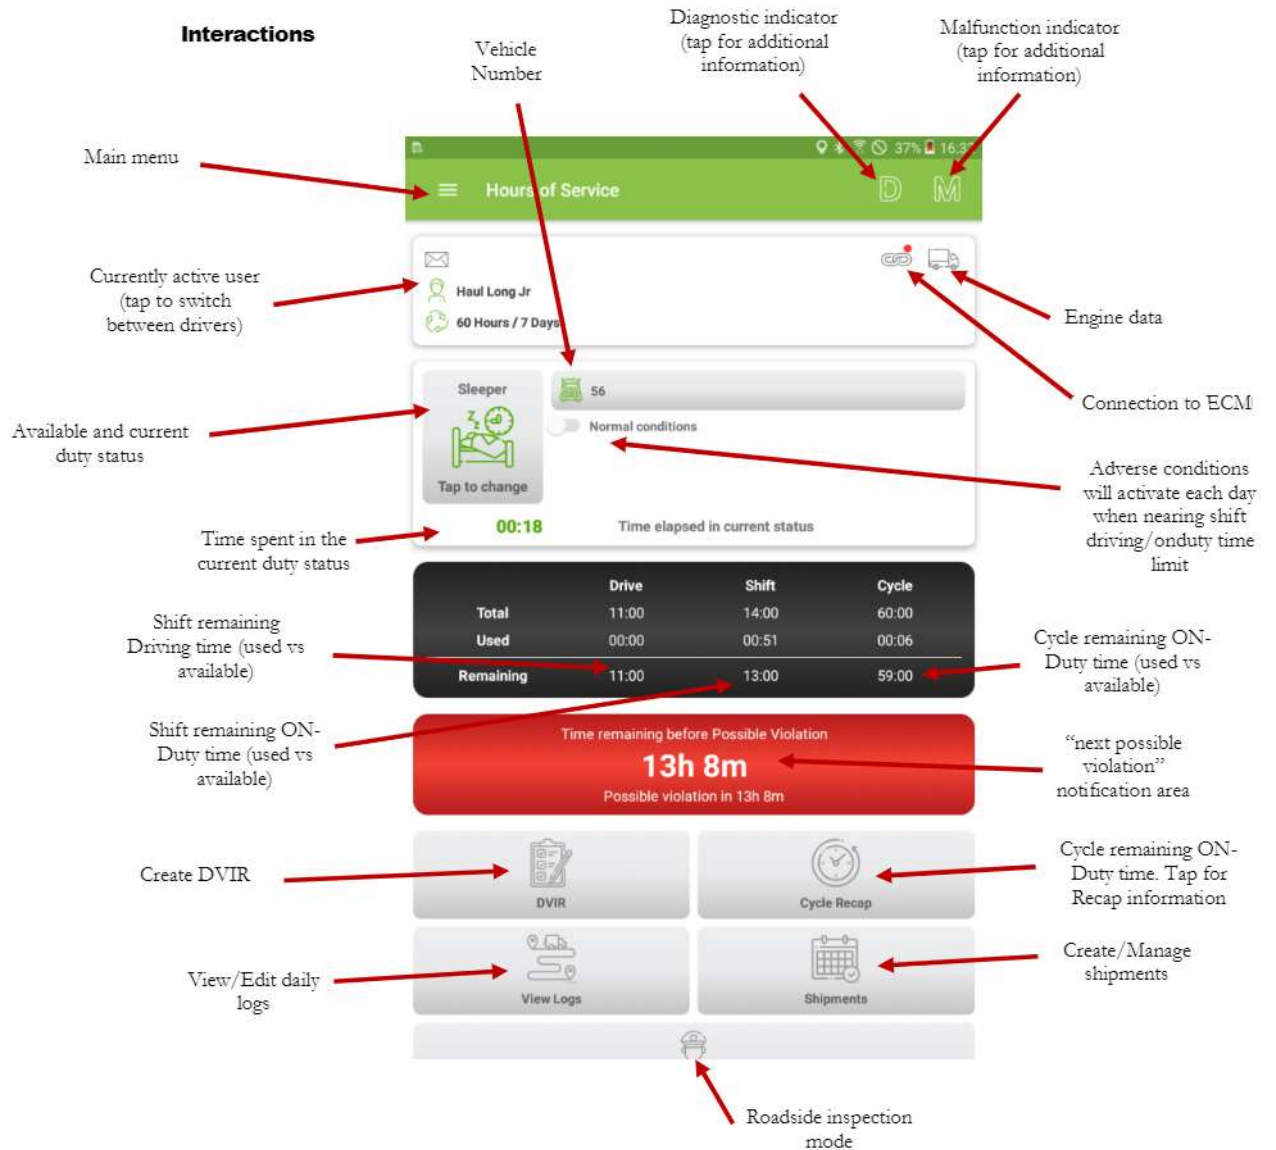 Interactions
Diagnostic indicator
(tap for additional
information)
Malfunction indicator
(tap for additional
information)
Vehicle
Number
Main menu
37%
Hours of Service
D
M
Currently active user
(tap to switch
between drivers)
Haul Long Jr
60 Hours / 7 Days
Engine data
Connection to ECM
Available and current
duty status
Sleeper
56
Normal conditions
Tap to change
Adverse conditions
will activate each day
when nearing shift
driving/onduty time
limit
Time spent in the
current duty status
00:18
Time elapsed in current status
Drive Shift Cycle
Total 11:00 14:00 60:00
Used 00:00 00:51 00:06
Remaining 11:00 13:00 59:00
Shift remaining
Driving time (used vs
available)
Cycle remaining ON-
Duty time (used vs
available)
Shift remaining ON-
Duty time (used vs
available)
Time remaining before Possible Violation
13h 8m
Possible violation in 13h 8m
“next possible
violation”
notification area
Create DVIR
DVIR
Cycle Recap
Cycle remaining ON-
Duty time. Tap for
Recap information
View/Edit daily
logs
View Logs
Shipments
Create/Manage
shipments
Roadside inspection
mode